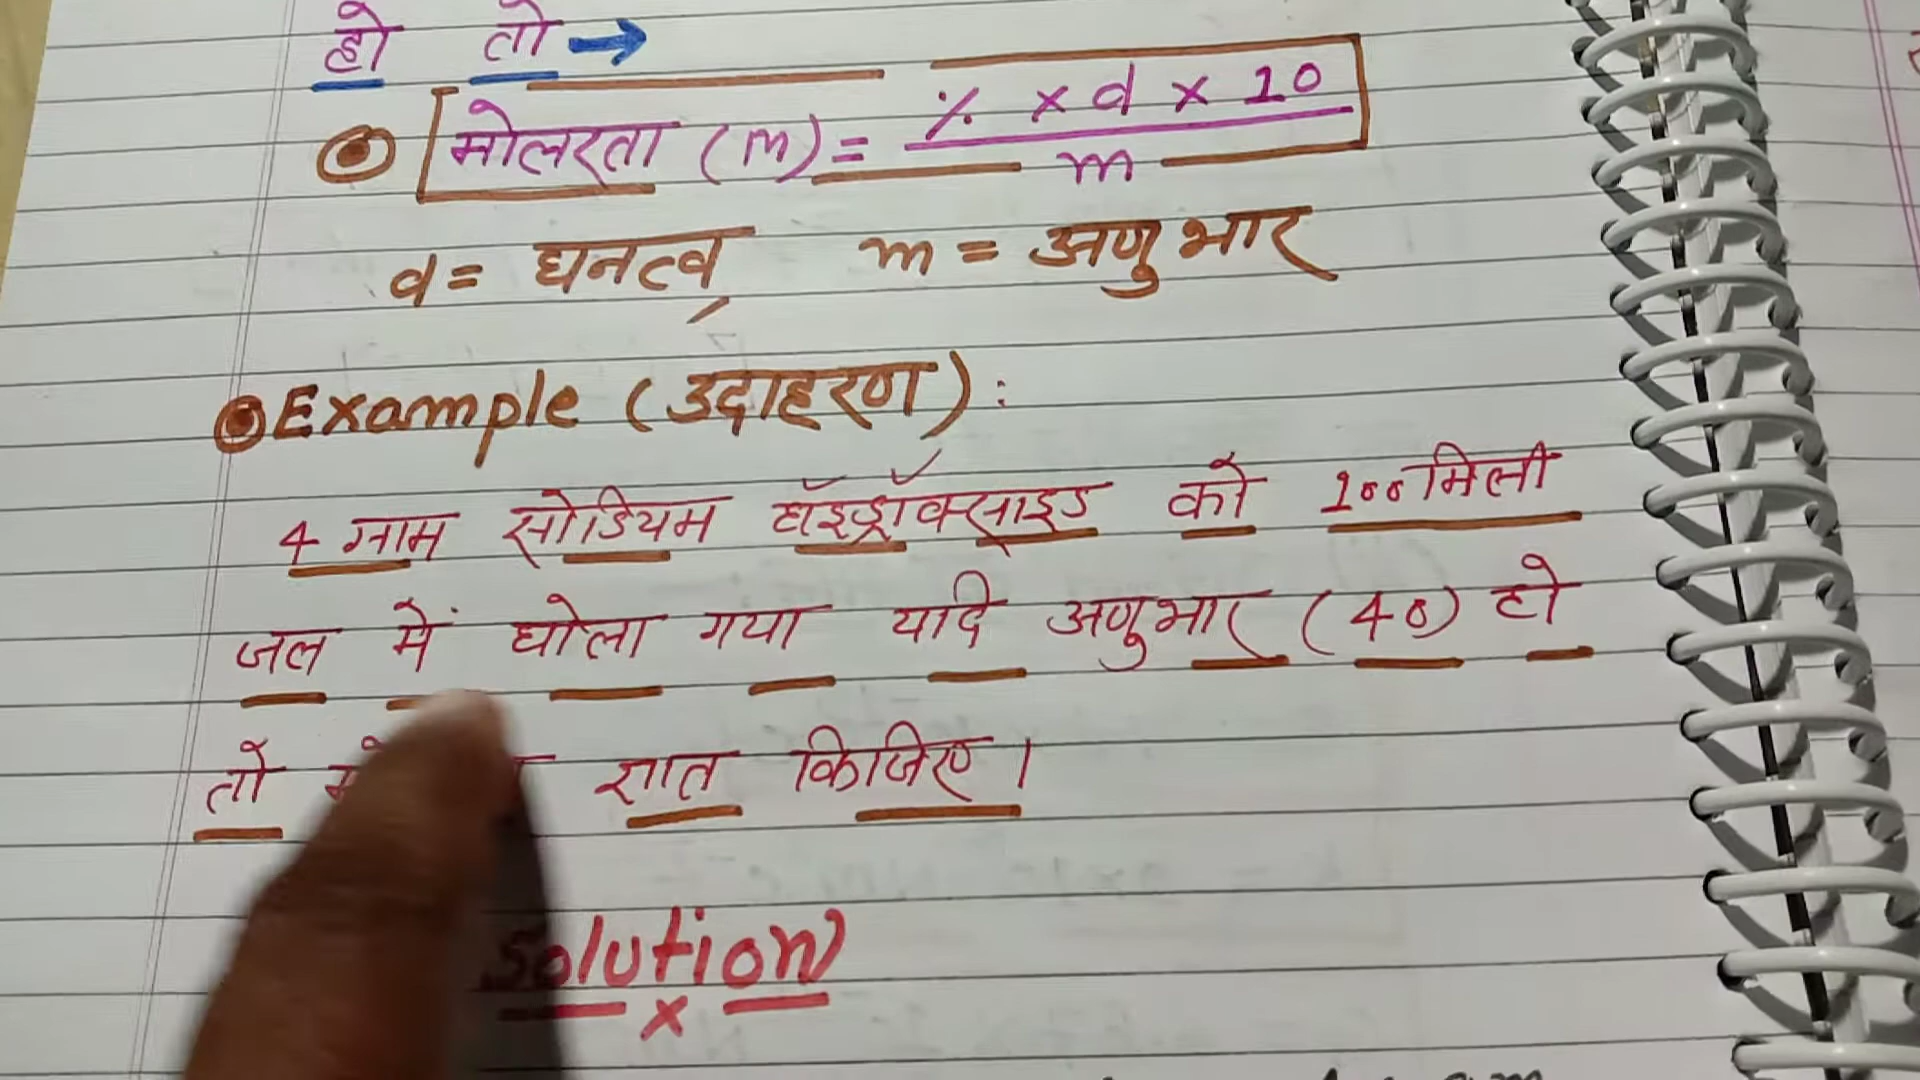 हो तो →
मोलरता (m) = % × d × 10 / m
d = घनत्व, m = अणुभार
Example (उदाहरण) :
4 ग्राम सोडियम हॉइड्रॉक्साइड को 100 मिली
जल में घोला गया यदि अणुभार (40) हो
तो ज्ञात किजिए ।
Solution
x